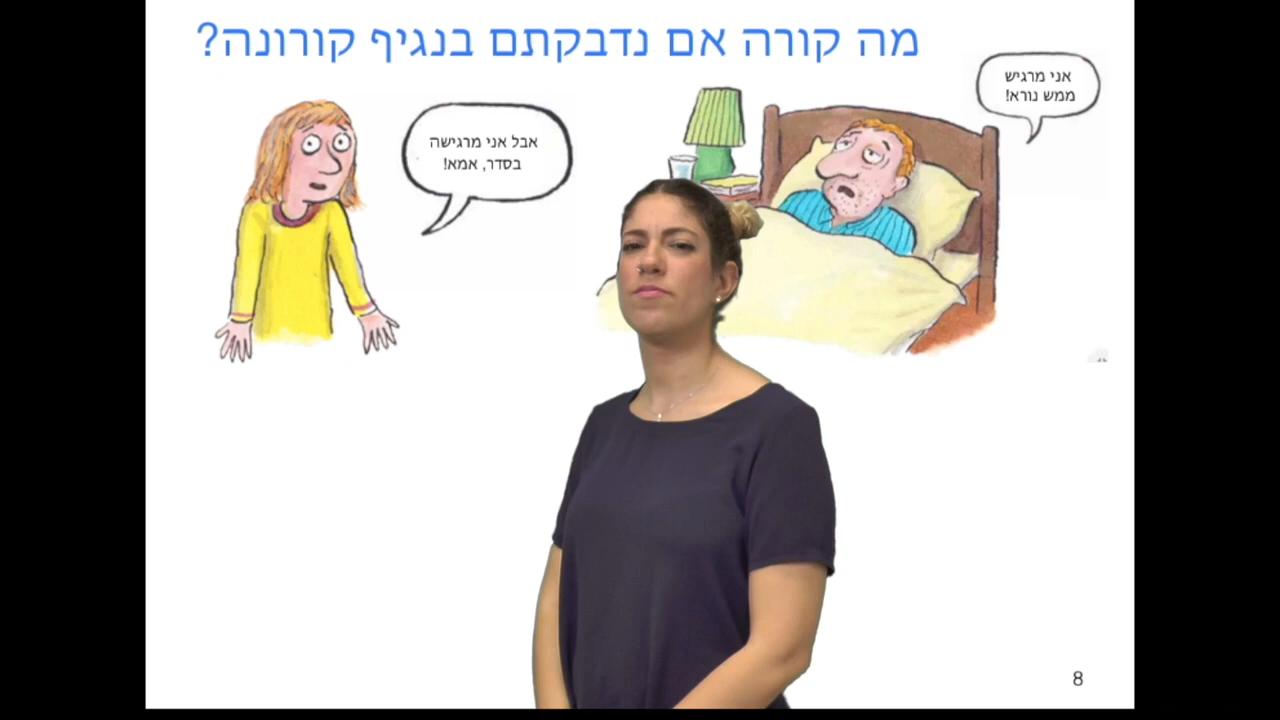 מה קורה אם נדבקתם בנגיף קורונה?
אני מרגיש
ממש נורא!
אבל אני מרגישה
בסדר, אמא!
8